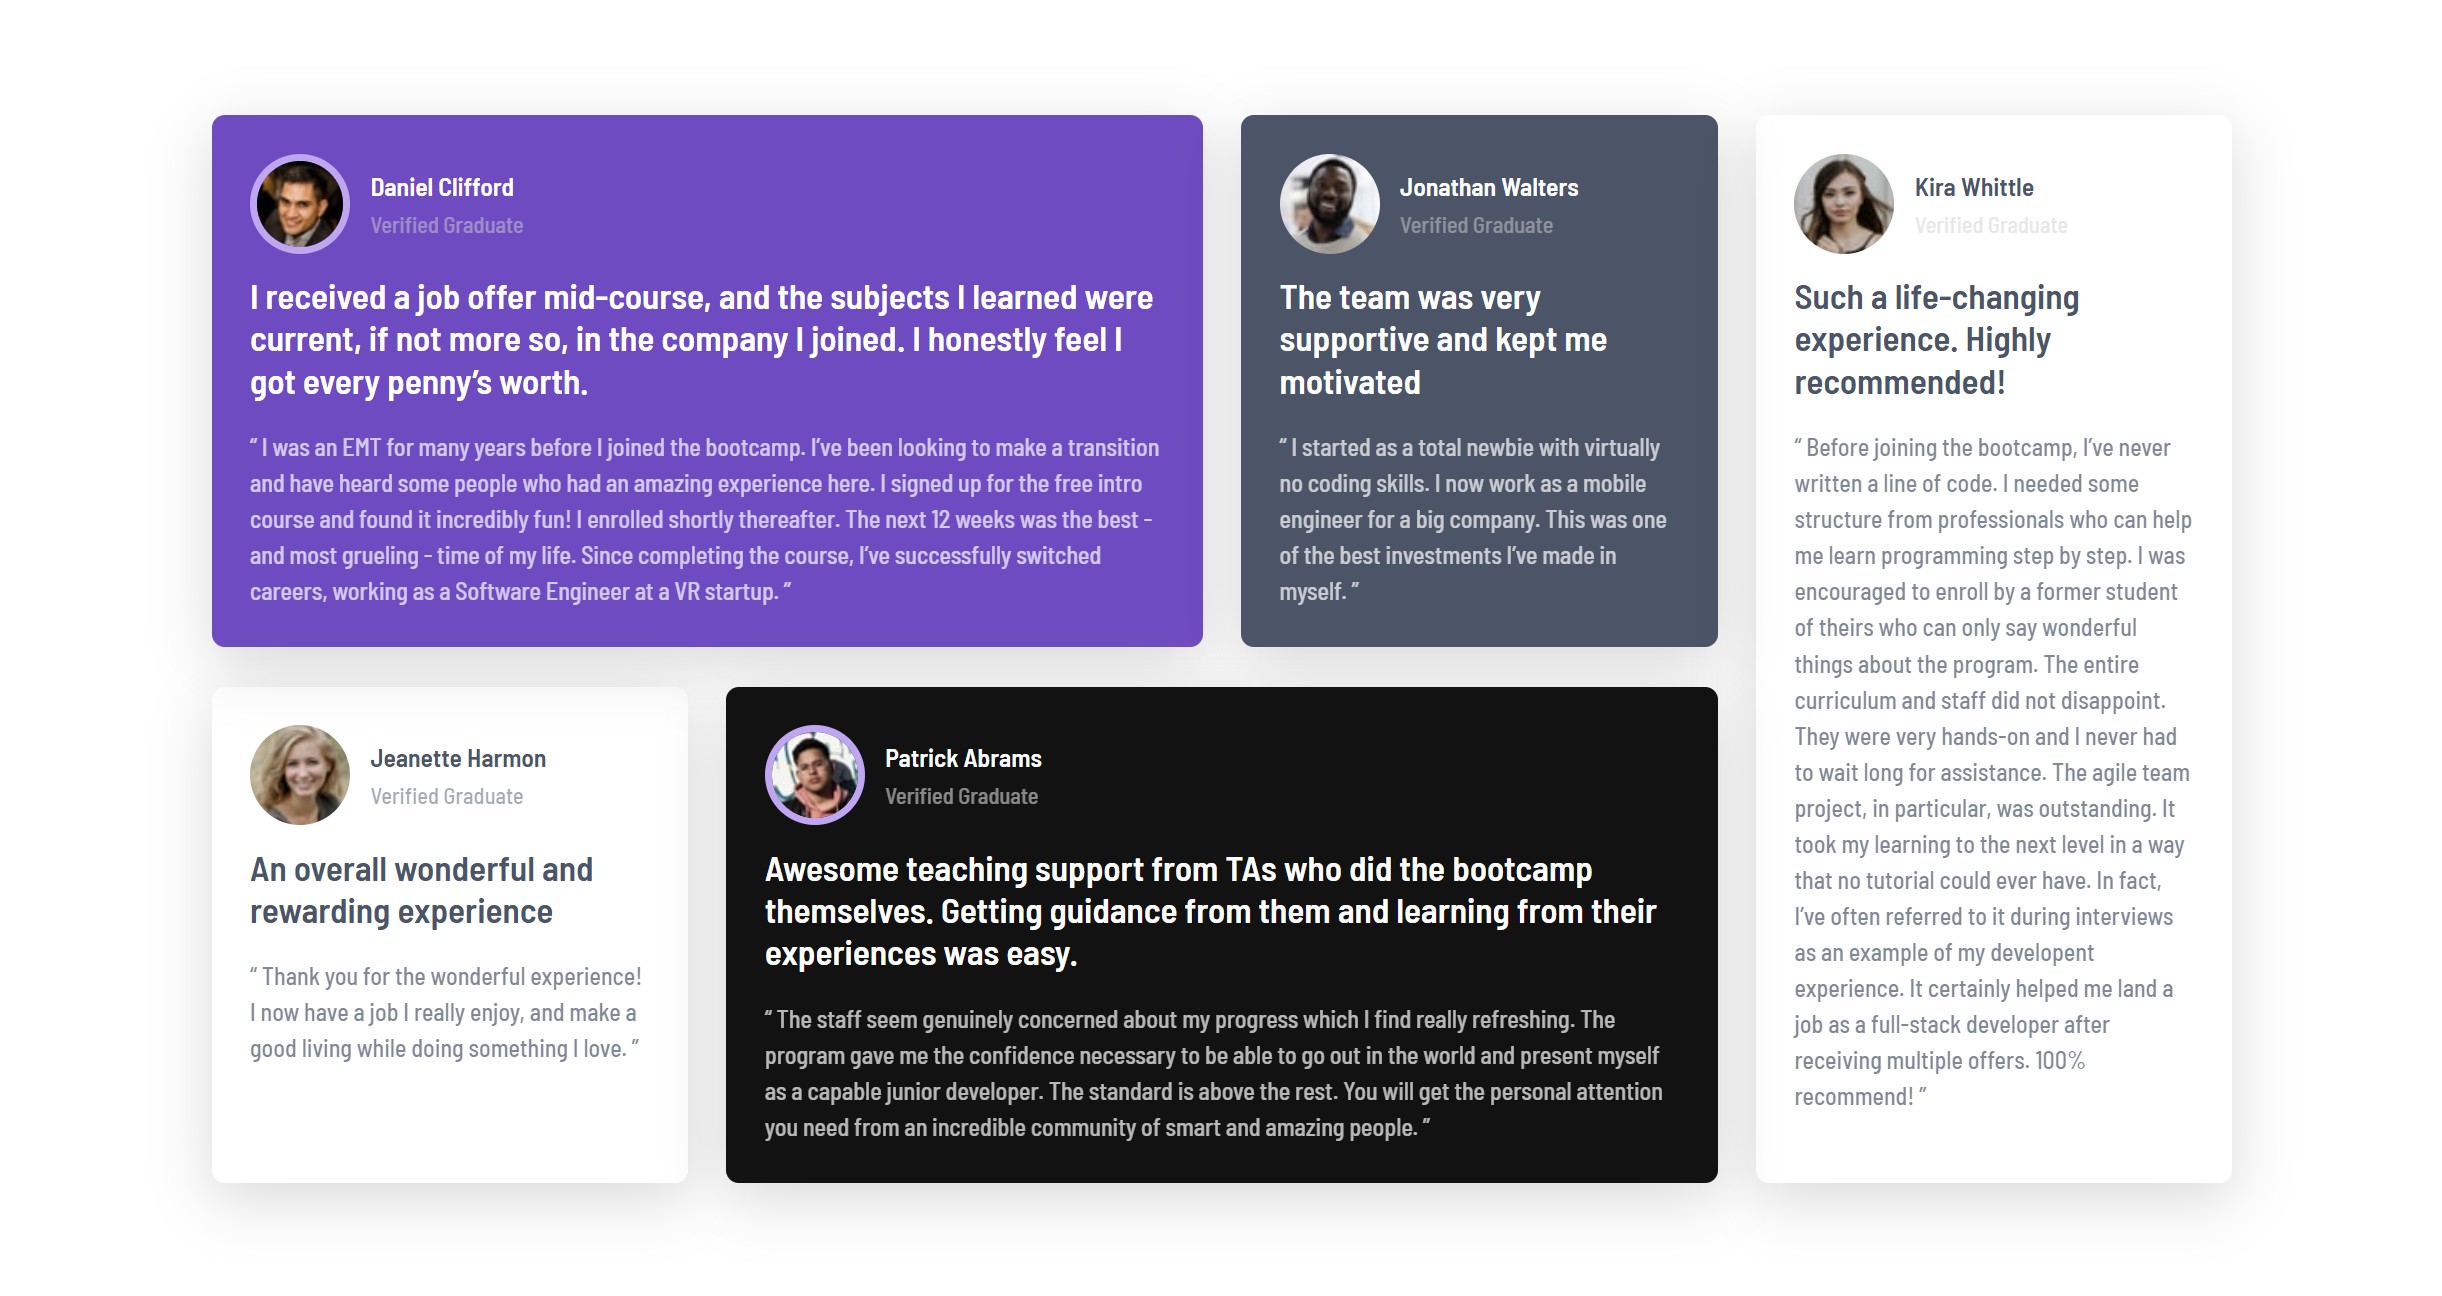 Daniel Clifford
Verified Graduate
I received a job offer mid-course, and the subjects I learned were
current, if not more so, in the company I joined. I honestly feel I
got every penny’s worth.
“ I was an EMT for many years before I joined the bootcamp. I’ve been looking to make a transition
and have heard some people who had an amazing experience here. I signed up for the free intro
course and found it incredibly fun! I enrolled shortly thereafter. The next 12 weeks was the best -
and most grueling - time of my life. Since completing the course, I’ve successfully switched
careers, working as a Software Engineer at a VR startup. ”
Jonathan Walters
Verified Graduate
The team was very
supportive and kept me
motivated
“ I started as a total newbie with virtually
no coding skills. I now work as a mobile
engineer for a big company. This was one
of the best investments I’ve made in
myself. ”
Kira Whittle
Verified Graduate
Such a life-changing
experience. Highly
recommended!
“ Before joining the bootcamp, I’ve never
written a line of code. I needed some
structure from professionals who can help
me learn programming step by step. I was
encouraged to enroll by a former student
of theirs who can only say wonderful
things about the program. The entire
curriculum and staff did not disappoint.
They were very hands-on and I never had
to wait long for assistance. The agile team
project, in particular, was outstanding. It
took my learning to the next level in a way
that no tutorial could ever have. In fact,
I’ve often referred to it during interviews
as an example of my developent
experience. It certainly helped me land a
job as a full-stack developer after
receiving multiple offers. 100%
recommend! ”
Jeanette Harmon
Verified Graduate
An overall wonderful and
rewarding experience
“ Thank you for the wonderful experience!
I now have a job I really enjoy, and make a
good living while doing something I love. ”
Patrick Abrams
Verified Graduate
Awesome teaching support from TAs who did the bootcamp
themselves. Getting guidance from them and learning from their
experiences was easy.
“ The staff seem genuinely concerned about my progress which I find really refreshing. The
program gave me the confidence necessary to be able to go out in the world and present myself
as a capable junior developer. The standard is above the rest. You will get the personal attention
you need from an incredible community of smart and amazing people. ”